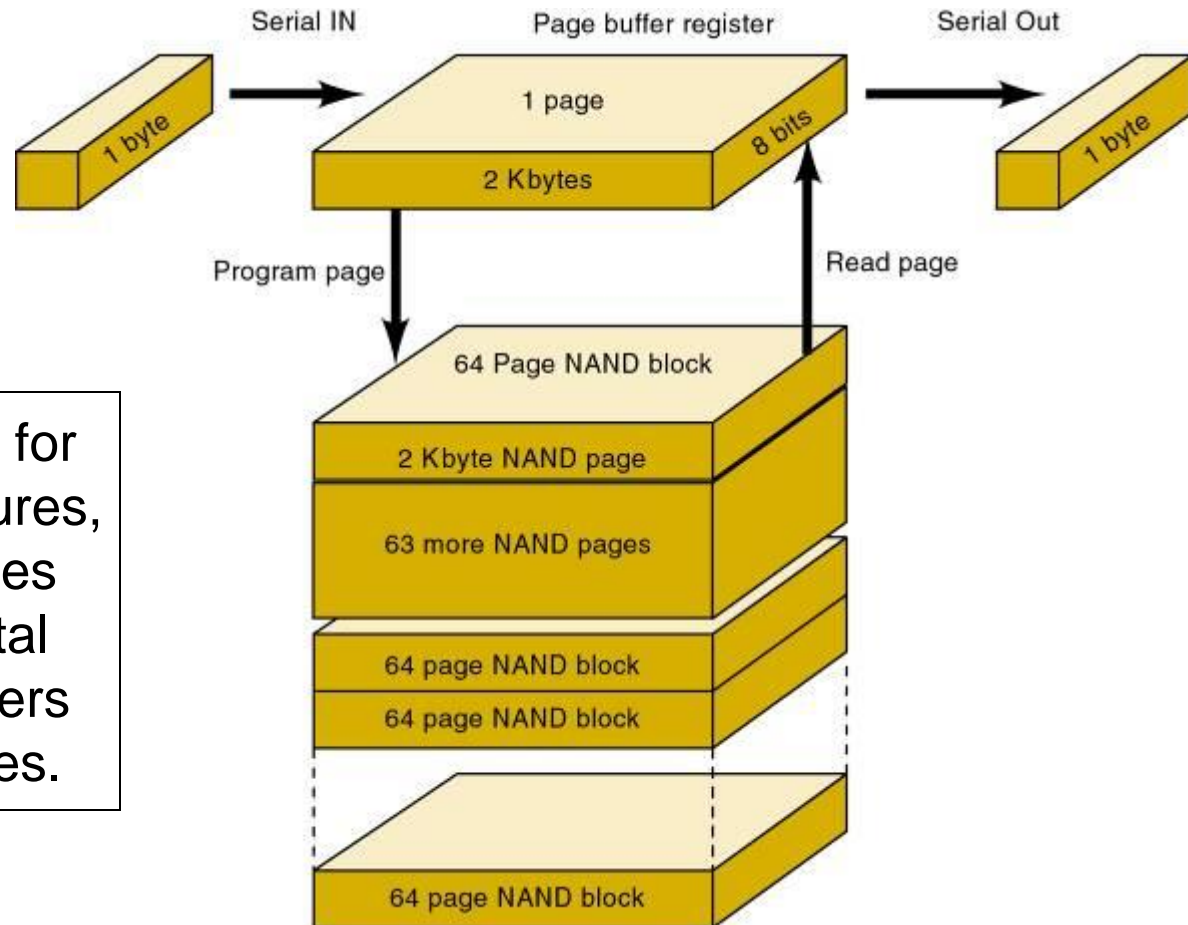 Serial IN
Page buffer register
Serial Out
1 byte
1 page
8 bits
2 Kbytes
1 byte
Program page
Read page
64 Page NAND block
2 Kbyte NAND page
63 more NAND pages
64 page NAND block
64 page NAND block
64 page NAND block
for
ures,
es
tal
ers
es.